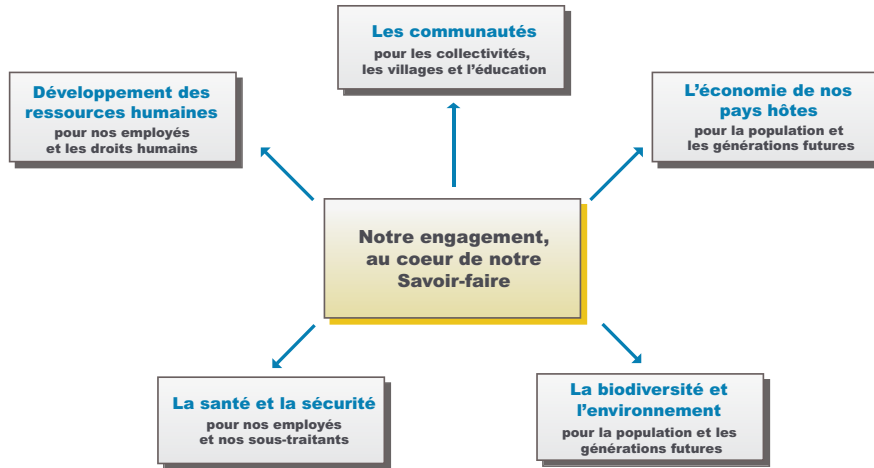 Les communautés
pour les collectivités,
les villages et l'éducation
Développement des
ressources humaines
pour nos employés
et les droits humains
L'économie de nos
pays hôtes
pour la population et
les générations futures
Notre engagement,
au coeur de notre
Savoir-faire
La santé et la sécurité
pour nos employés
et nos sous-traitants
La biodiversité et
l'environnement
pour la population et les
générations futures